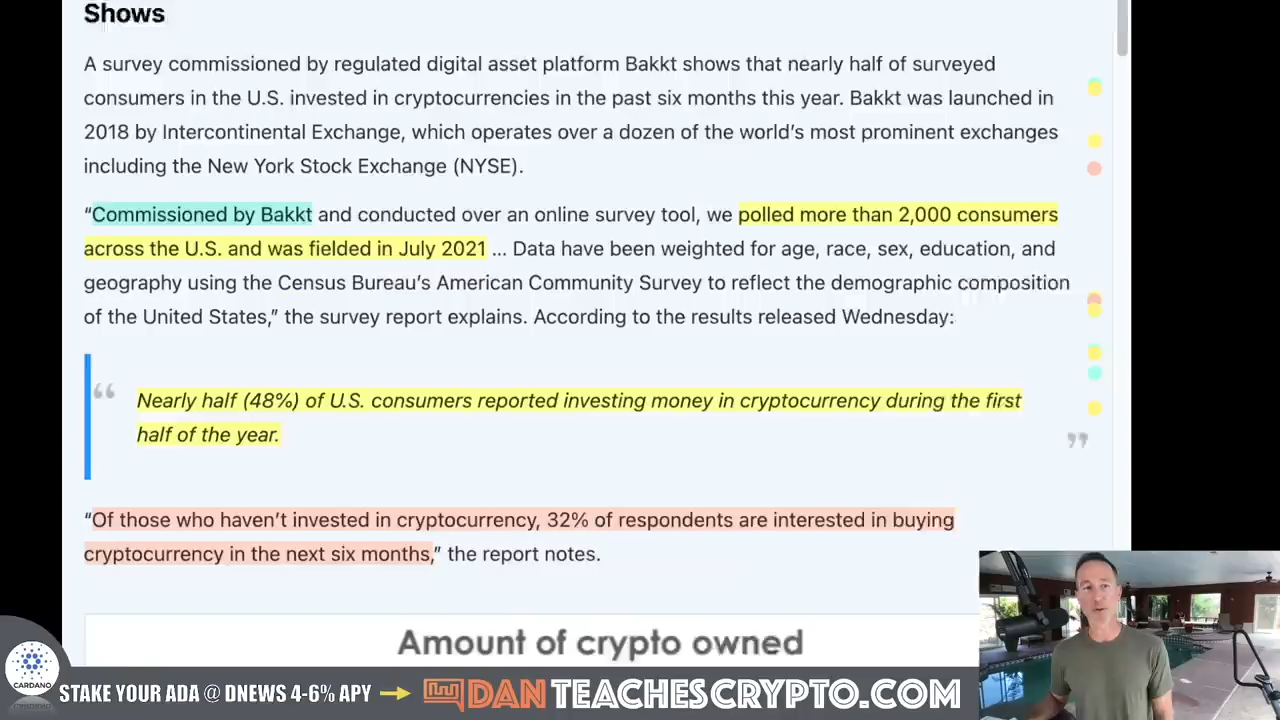 Shows
A survey commissioned by regulated digital asset platform Bakkt shows that nearly half of surveyed
consumers in the U.S. invested in cryptocurrencies in the past six months this year. Bakkt was launched in
2018 by Intercontinental Exchange, which operates over a dozen of the world’s most prominent exchanges
including the New York Stock Exchange (NYSE).
“Commissioned by Bakkt and conducted over an online survey tool, we polled more than 2,000 consumers
across the U.S. and was fielded in July 2021 ... Data have been weighted for age, race, sex, education, and
geography using the Census Bureau’s American Community Survey to reflect the demographic composition
of the United States,” the survey report explains. According to the results released Wednesday:
“
Nearly half (48%) of U.S. consumers reported investing money in cryptocurrency during the first
half of the year.
”
“Of those who haven’t invested in cryptocurrency, 32% of respondents are interested in buying
cryptocurrency in the next six months,” the report notes.
Amount of crypto owned
CARDANO
STAKE YOUR ADA @ DNEWS 4-6% APY
DANTEACHESCRYPTO.COM